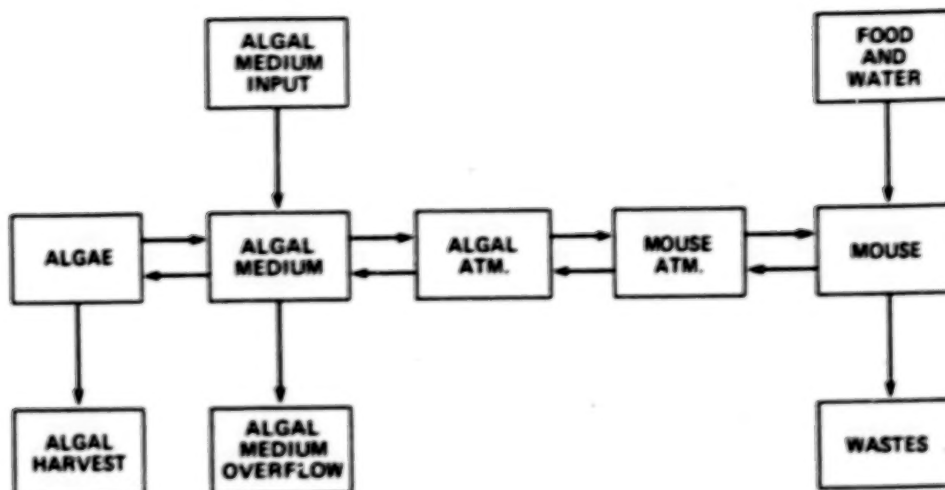 ALGAL
MEDIUM
INPUT
FOOD
AND
WATER
ALGAE
ALGAL
MEDIUM
ALGAL
ATM.
MOUSE
ATM.
MOUSE
ALGAL
HARVEST
ALGAL
MEDIUM
OVERFLOW
WASTES